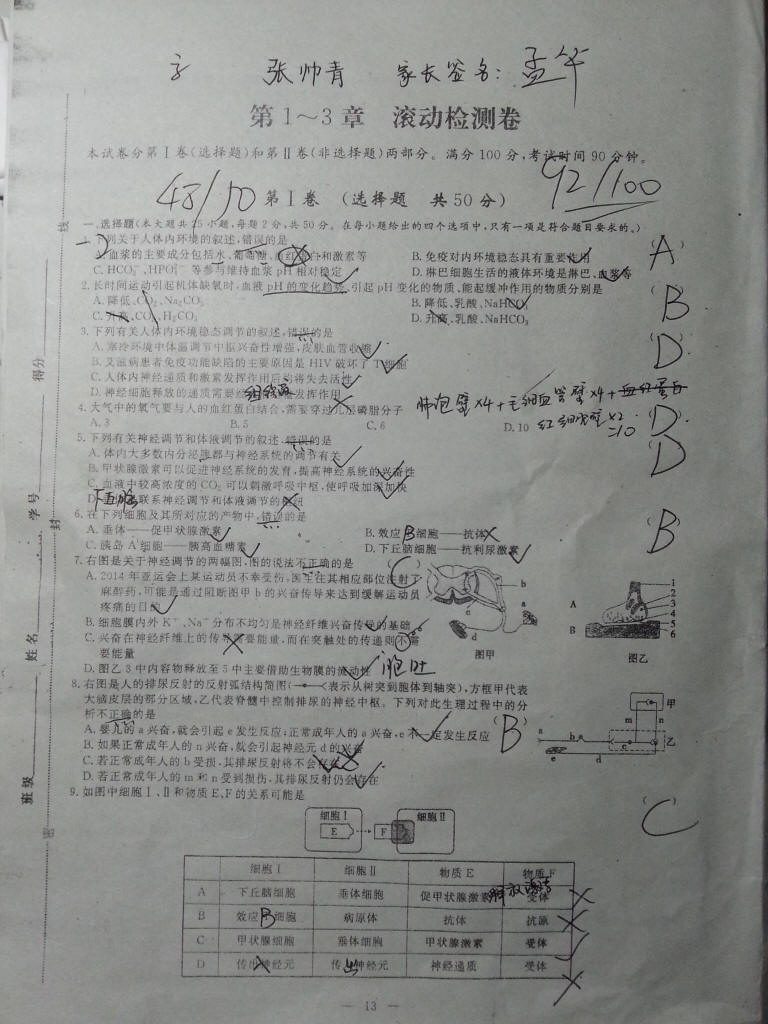 张帅青 家长签名:孟华
第1～3章 滚动检测卷
本试卷分第Ⅰ卷(选择题)和第Ⅱ卷(非选择题)两部分。满分100分,考试时间90分钟。
48/50 第Ⅰ卷 (选择题 共50分) 92/100
一、选择题(本大题共25小题,每题2分,共50分。在每小题给出的四个选项中,只有一项是符合题目要求的。)
1.下列关于人体内环境的叙述,错误的是 (A)
A.血浆的主要成分包括水、葡萄糖、血红蛋白和激素等 B.免疫对内环境稳态具有重要作用
C.HCO₃⁻、HPO₄²⁻等参与维持血浆pH相对稳定 D.淋巴细胞生活的液体环境是淋巴、血浆等
2.长时间运动引起机体缺氧时,血液pH的变化趋势、引起pH变化的物质、能起缓冲作用的物质分别是 (B)
A.降低、CO₂、Na₂CO₃ B.降低、乳酸、NaHCO₃
C.升高、CO₂、H₂CO₃ D.升高、乳酸、NaHCO₃
3.下列有关人体内环境稳态调节的叙述,错误的是 (D)
A.寒冷环境中体温调节中枢兴奋性增强,皮肤血管收缩
B.艾滋病患者免疫功能缺陷的主要原因是HIV破坏了T细胞
C.人体内神经递质和激素发挥作用后均将失去活性
D.神经细胞释放的递质需要经组织液发挥作用
肺泡壁×4+毛细血管壁×4+血红蛋白
4.大气中的氧气要与人的血红蛋白结合,需要穿过几层磷脂分子 (D)
A.3 B.5 C.6 D.10 红细胞壁×2=10
5.下列有关神经调节和体液调节的叙述,错误的是 (D)
A.体内大多数内分泌腺都与神经系统的调节有关
B.甲状腺激素可以促进神经系统的发育,提高神经系统的兴奋性
C.血液中较高浓度的CO₂可以刺激呼吸中枢,使呼吸加深加快
D.下丘脑联系神经调节和体液调节的枢纽
6.在下列细胞及其所对应的产物中,错误的是 (B)
A.垂体——促甲状腺激素 B.效应B细胞——抗体
C.胰岛A细胞——胰高血糖素 D.下丘脑细胞——抗利尿激素
7.右图是关于神经调节的两幅图,图的说法不正确的是 (C)
A.2014年亚运会上某运动员不幸受伤,医生在其相应部位注射了
麻醉药,可能是通过阻断图甲b的兴奋传导来达到缓解运动员
疼痛的目的
B.细胞膜内外K⁺、Na⁺分布不均匀是神经纤维兴奋传导的基础
C.兴奋在神经纤维上的传导需要能量,而在突触处的传递则不需
要能量
D.图乙3中内容物释放至5中主要借助生物膜的流动性 胞吐
b
c
a
d
图甲
A
B
1
2
3
4
5
6
图乙
8.右图是人的排尿反射的反射弧结构简图(表示从树突到胞体到轴突),方框甲代表
大脑皮层的部分区域,乙代表脊髓中控制排尿的神经中枢。下列对此生理过程中的分
析不正确的是 (B)
A.婴儿的a兴奋,就会引起e发生反应;正常成年人的a兴奋,e不一定发生反应
B.如果正常成年人的n兴奋,就会引起神经元d的兴奋
C.若正常成年人的b受损,其排尿反射将不会存在
D.若正常成年人的m和n受到损伤,其排尿反射仍会存在
甲
m n
a b c 乙
e d
9.如图中细胞Ⅰ、Ⅱ和物质E、F的关系可能是 (C)
细胞Ⅰ 细胞Ⅱ
E F
细胞Ⅰ 细胞Ⅱ 物质E 物质F
A 下丘脑细胞 垂体细胞 促甲状腺激素释放激素 受体
B 效应B细胞 病原体 抗体 抗原
C 甲状腺细胞 垂体细胞 甲状腺激素 受体
D 传入神经元 传出神经元 神经递质 受体
— 13 —
班级 姓名 学号 得分
密 封 线